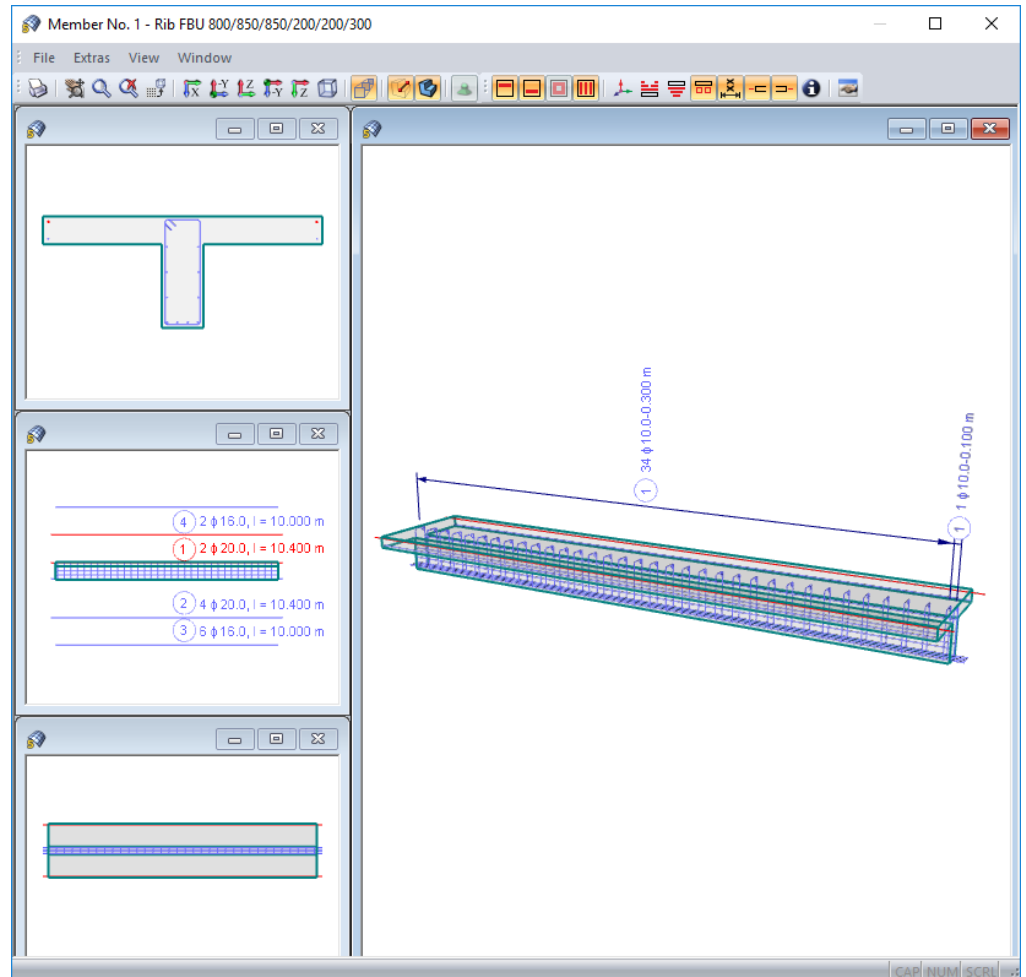 Member No. 1 - Rib FBU 800/850/850/200/200/300
File Extras View Window
4 2 ϕ 16.0, l = 10.000 m
1 2 ϕ 20.0, l = 10.400 m
2 4 ϕ 20.0, l = 10.400 m
3 6 ϕ 16.0, l = 10.000 m
1 34 ϕ10.0-0.300 m
1 1 ϕ10.0-0.100 m
CAP NUM SCRL